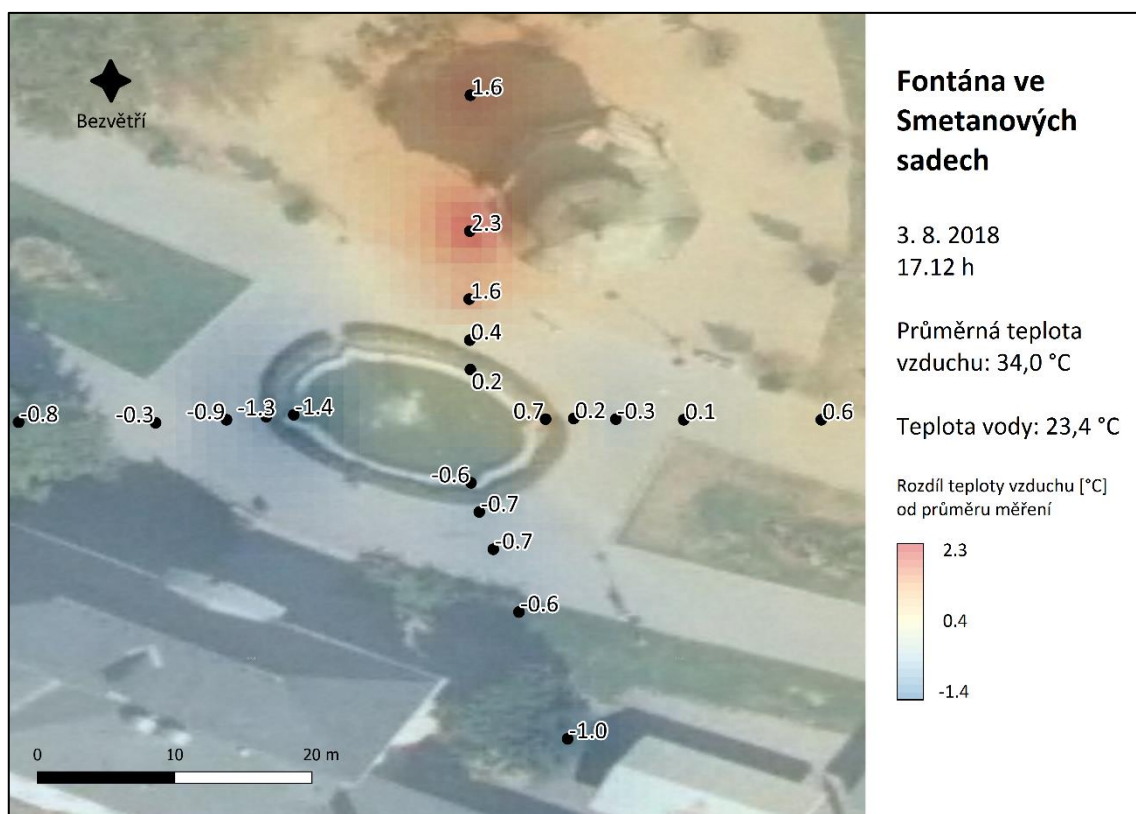 Bezvětří
1.6
2.3
1.6
0.4
0.2
-0.8
-0.3
-0.9
-1.3
-1.4
0.7
0.2
-0.3
0.1
0.6
-0.6
-0.7
-0.7
-0.6
-1.0
0 10 20 m
Fontána ve
Smetanových
sadech
3. 8. 2018
17.12 h
Průměrná teplota
vzduchu: 34,0 °C
Teplota vody: 23,4 °C
Rozdíl teploty vzduchu [°C]
od průměru měření
2.3
0.4
-1.4